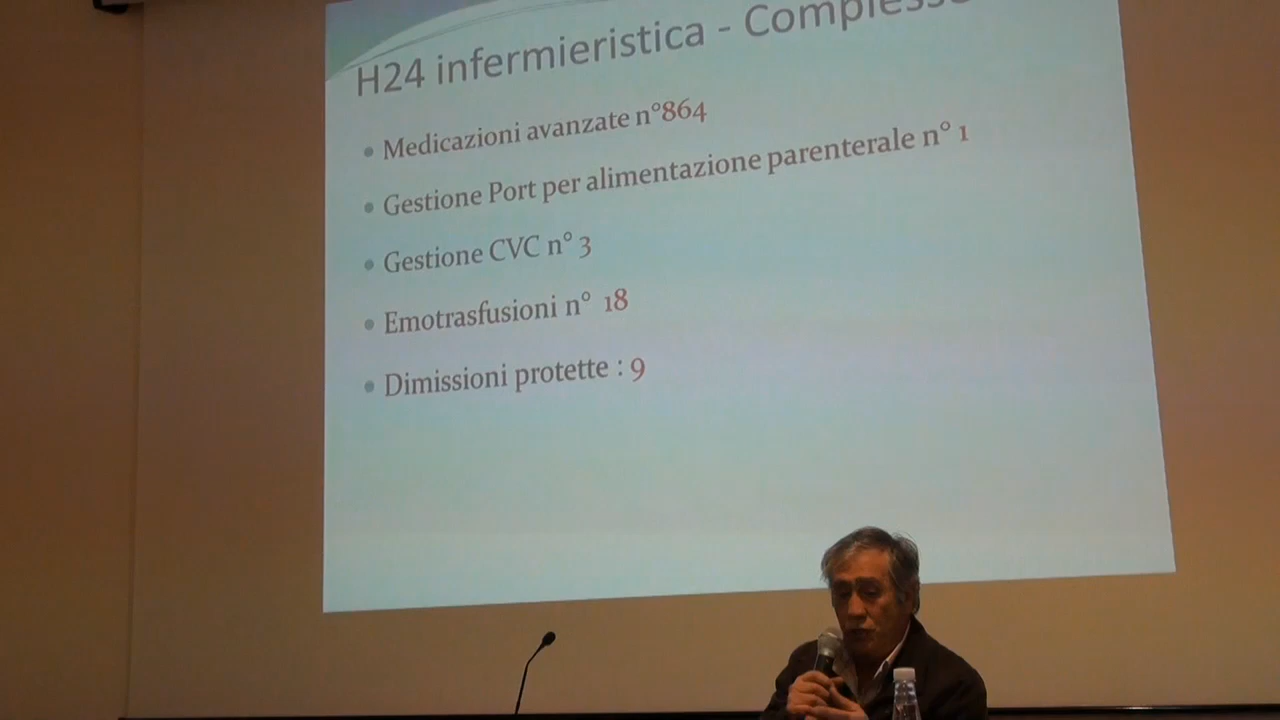 H24 infermieristica - Complessa
Medicazioni avanzate n°864
Gestione Port per alimentazione parenterale n° 1
Gestione CVC n° 3
Emotrasfusioni n° 18
Dimissioni protette : 9